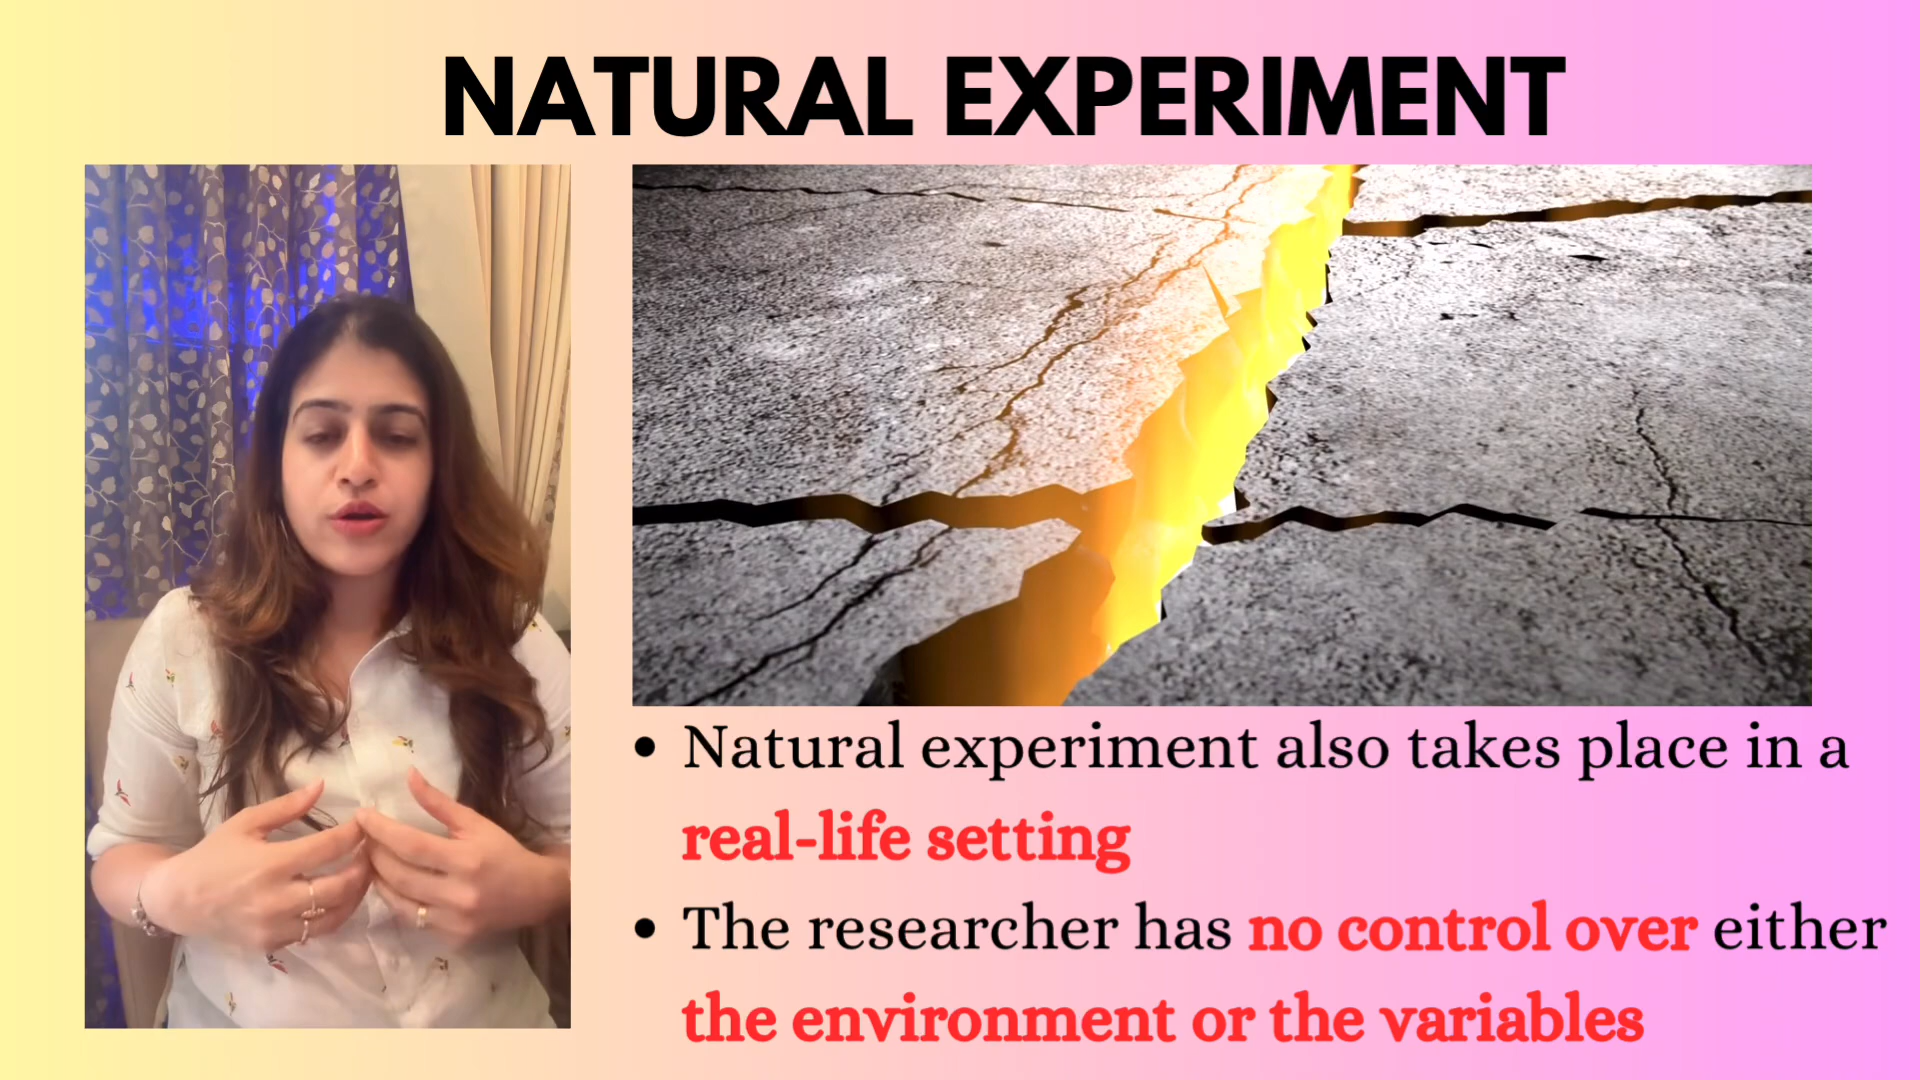 NATURAL EXPERIMENT
• Natural experiment also takes place in a
real-life setting
• The researcher has no control over either
the environment or the variables